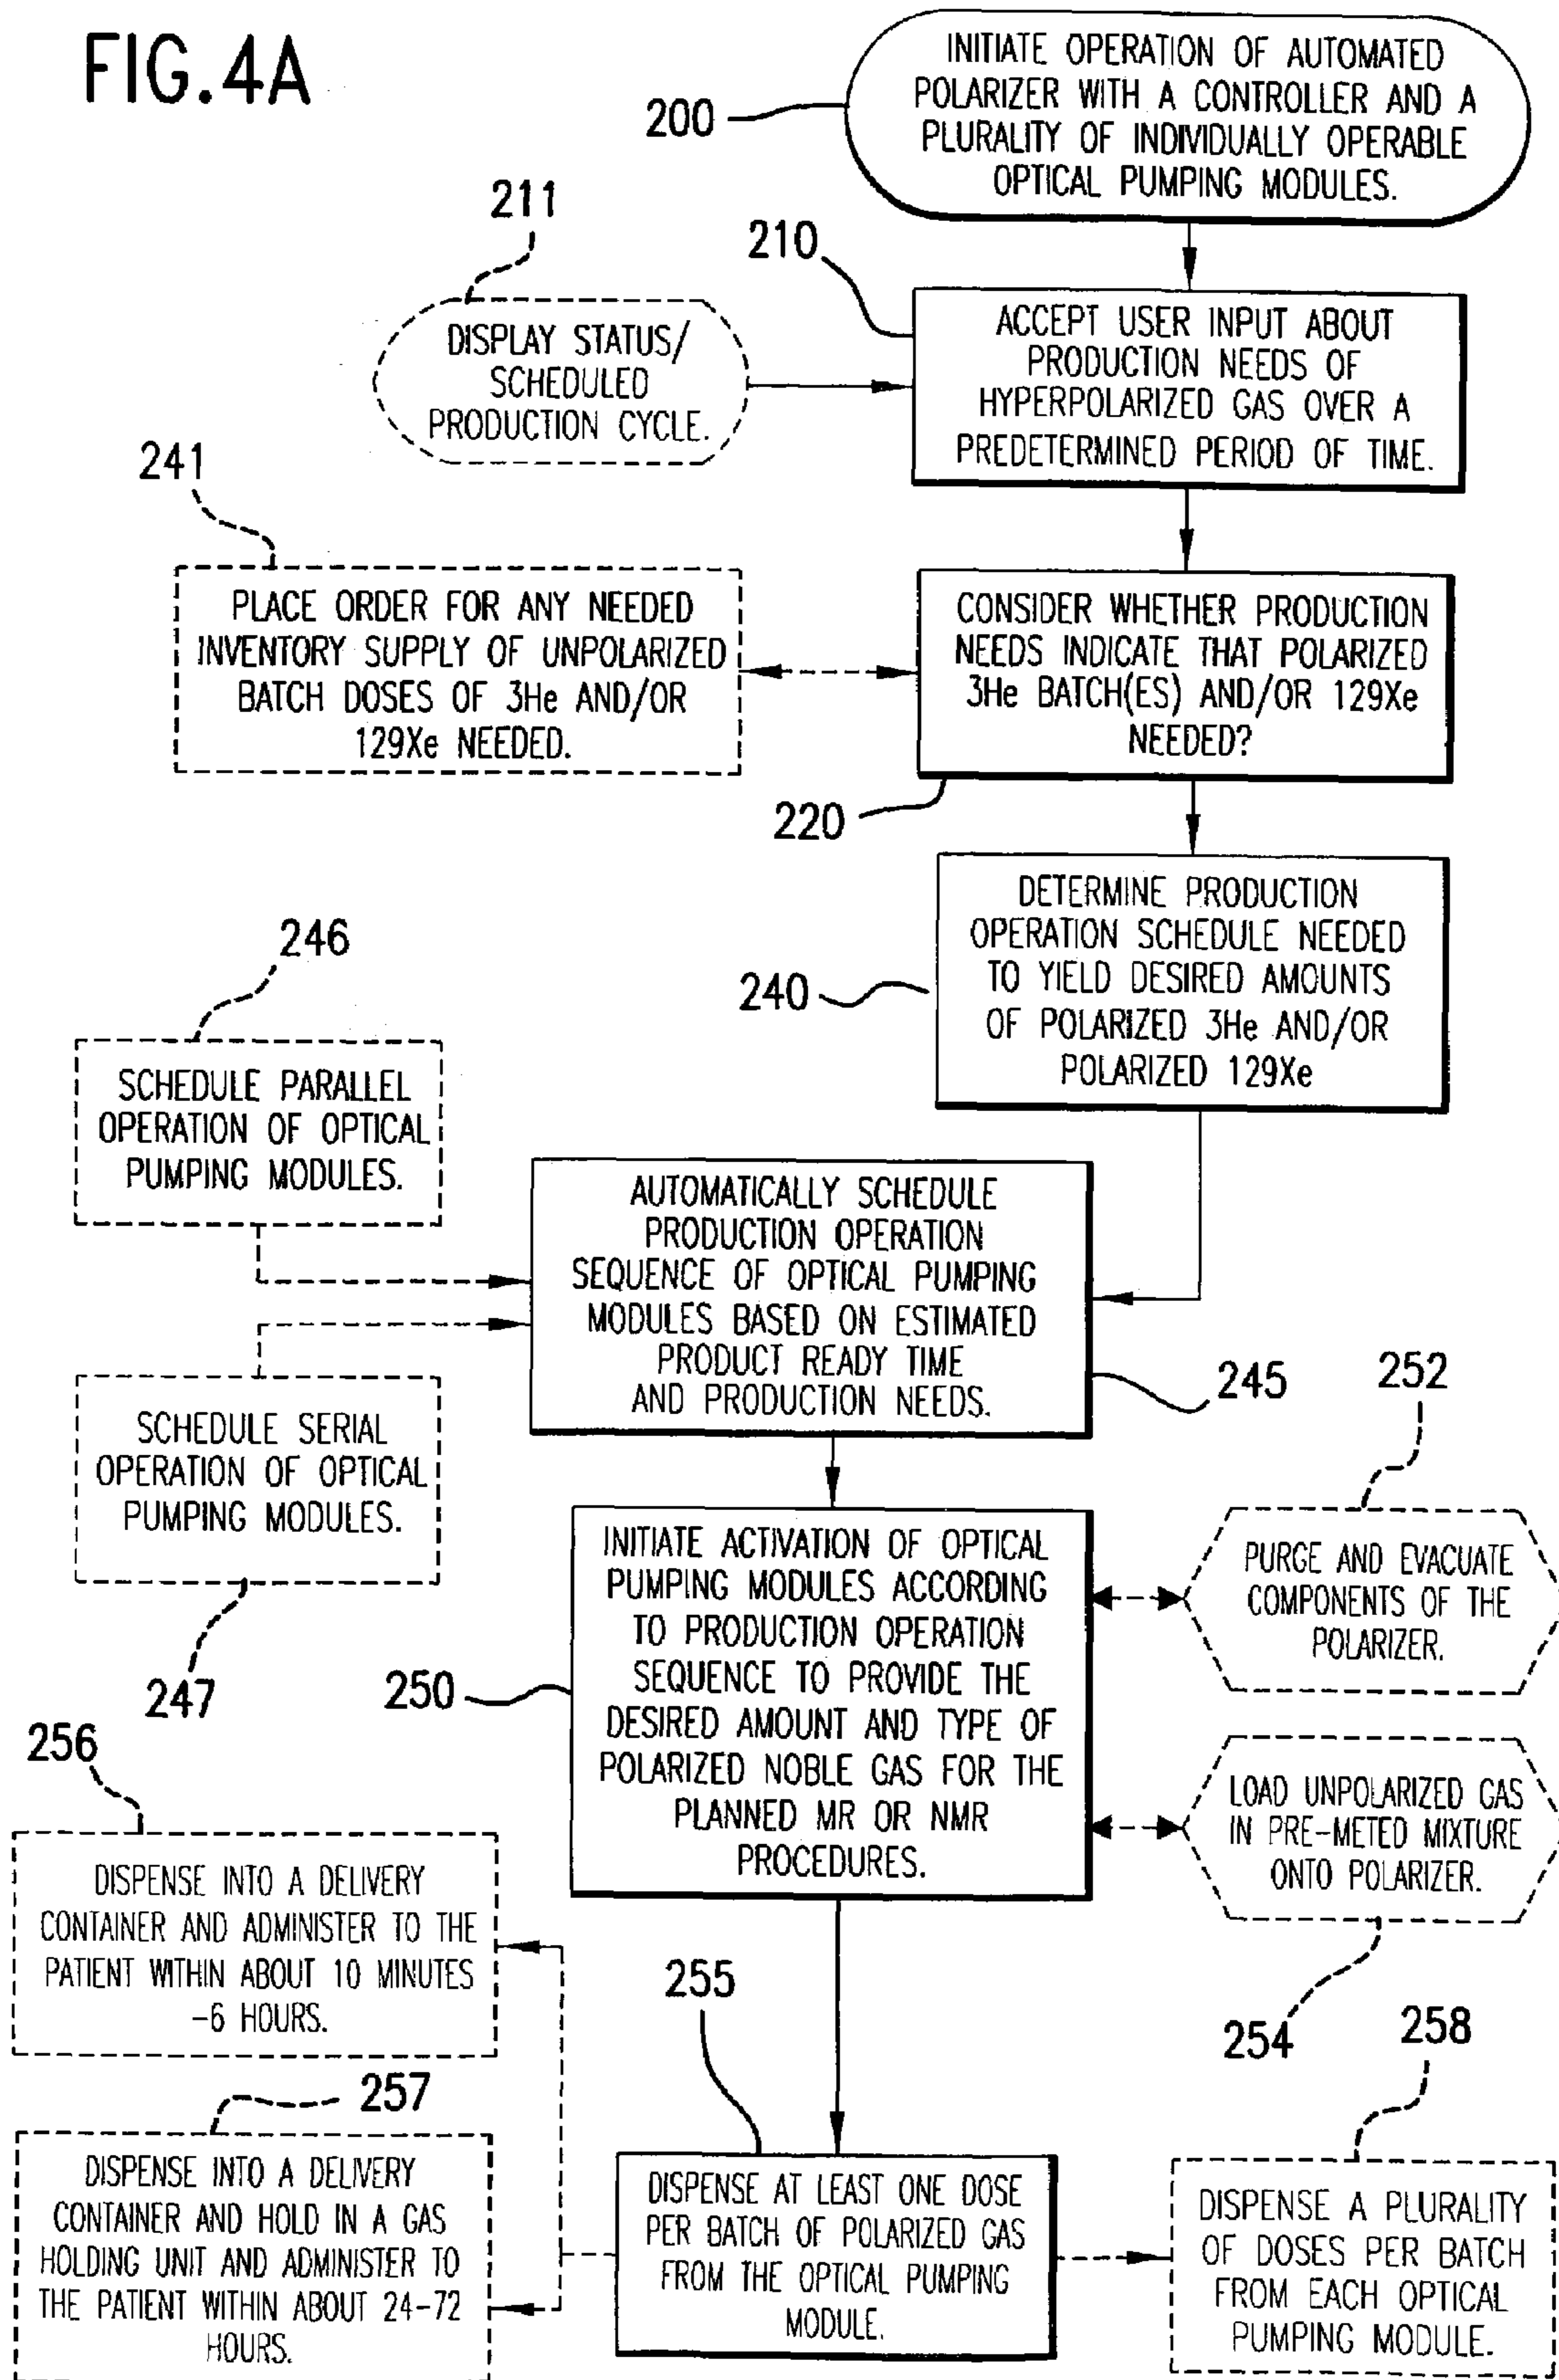 FIG.4A
INITIATE OPERATION OF AUTOMATED
POLARIZER WITH A CONTROLLER AND A
PLURALITY OF INDIVIDUALLY OPERABLE
OPTICAL PUMPING MODULES.
200
211
210
DISPLAY STATUS/
SCHEDULED
PRODUCTION CYCLE.
ACCEPT USER INPUT ABOUT
PRODUCTION NEEDS OF
HYPERPOLARIZED GAS OVER A
PREDETERMINED PERIOD OF TIME.
241
PLACE ORDER FOR ANY NEEDED
INVENTORY SUPPLY OF UNPOLARIZED
BATCH DOSES OF 3He AND/OR
129Xe NEEDED.
CONSIDER WHETHER PRODUCTION
NEEDS INDICATE THAT POLARIZED
3He BATCH(ES) AND/OR 129Xe
NEEDED?
220
DETERMINE PRODUCTION
OPERATION SCHEDULE NEEDED
TO YIELD DESIRED AMOUNTS
OF POLARIZED 3He AND/OR
POLARIZED 129Xe
240
246
SCHEDULE PARALLEL
OPERATION OF OPTICAL
PUMPING MODULES.
AUTOMATICALLY SCHEDULE
PRODUCTION OPERATION
SEQUENCE OF OPTICAL PUMPING
MODULES BASED ON ESTIMATED
PRODUCT READY TIME
AND PRODUCTION NEEDS.
245
SCHEDULE SERIAL
OPERATION OF OPTICAL
PUMPING MODULES.
247
252
INITIATE ACTIVATION OF OPTICAL
PUMPING MODULES ACCORDING
TO PRODUCTION OPERATION
SEQUENCE TO PROVIDE THE
DESIRED AMOUNT AND TYPE OF
POLARIZED NOBLE GAS FOR THE
PLANNED MR OR NMR
PROCEDURES.
250
PURGE AND EVACUATE
COMPONENTS OF THE
POLARIZER.
LOAD UNPOLARIZED GAS
IN PRE-METED MIXTURE
ONTO POLARIZER.
254
256
DISPENSE INTO A DELIVERY
CONTAINER AND ADMINISTER TO THE
PATIENT WITHIN ABOUT 10 MINUTES
-6 HOURS.
257
DISPENSE INTO A DELIVERY
CONTAINER AND HOLD IN A GAS
HOLDING UNIT AND ADMINISTER TO
THE PATIENT WITHIN ABOUT 24-72
HOURS.
255
DISPENSE AT LEAST ONE DOSE
PER BATCH OF POLARIZED GAS
FROM THE OPTICAL PUMPING
MODULE.
258
DISPENSE A PLURALITY
OF DOSES PER BATCH
FROM EACH OPTICAL
PUMPING MODULE.